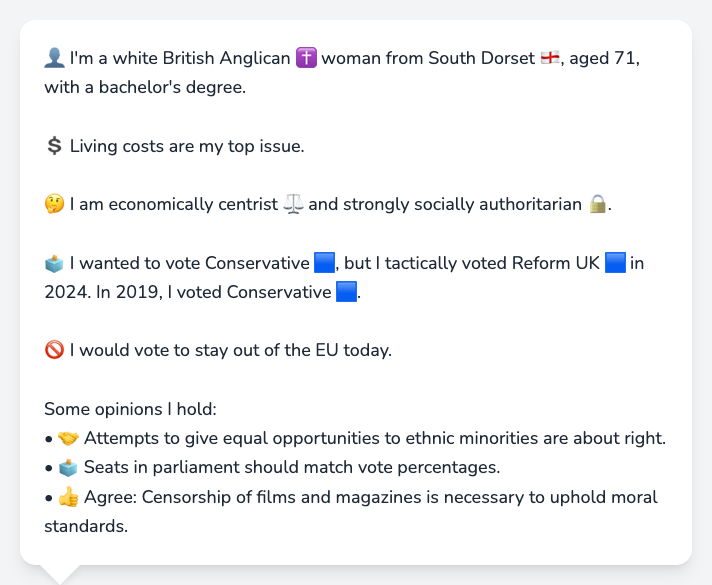 👤 I'm a white British Anglican ✝️ woman from South Dorset 🏴󠁧󠁢󠁥󠁮󠁧󠁿, aged 71,
with a bachelor's degree.
💲 Living costs are my top issue.
🤔 I am economically centrist ⚖️ and strongly socially authoritarian 🔒.
🗳️ I wanted to vote Conservative 🟦, but I tactically voted Reform UK 🟦 in
2024. In 2019, I voted Conservative 🟦.
🚫 I would vote to stay out of the EU today.
Some opinions I hold:
• 🤝 Attempts to give equal opportunities to ethnic minorities are about right.
• 🗳️ Seats in parliament should match vote percentages.
• 👍 Agree: Censorship of films and magazines is necessary to uphold moral
standards.